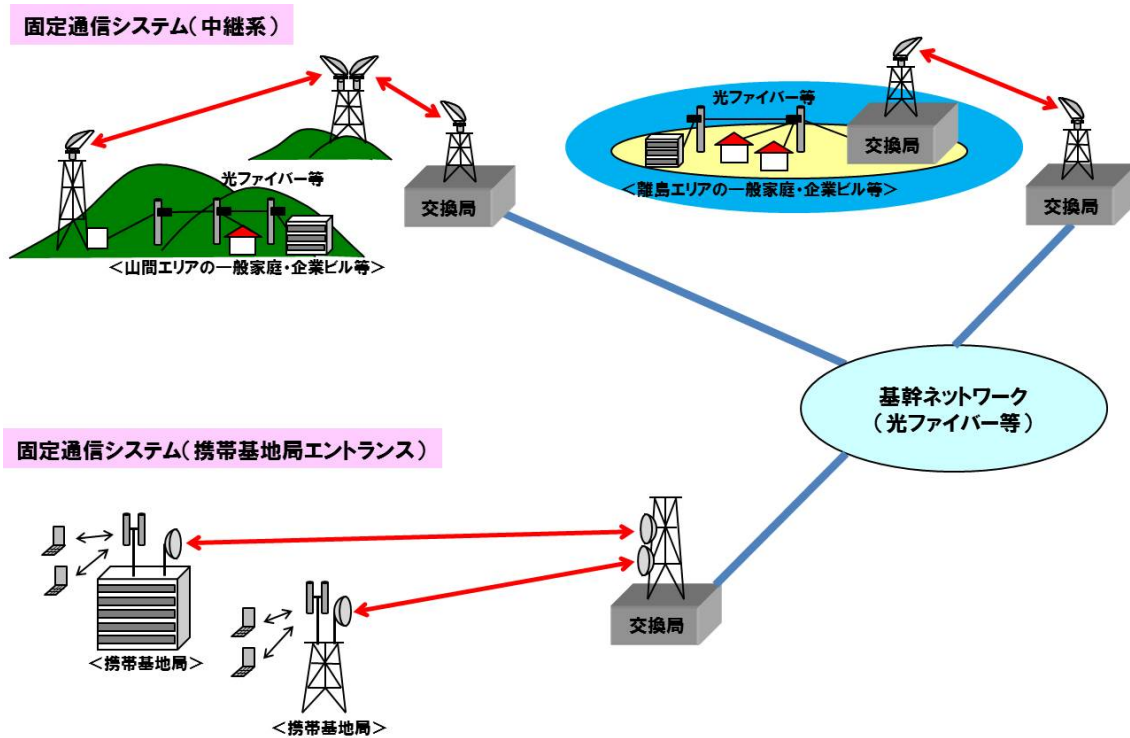 固定通信システム（中継系）
光ファイバー等
交換局
＜山間エリアの一般家庭・企業ビル等＞
光ファイバー等
交換局
＜離島エリアの一般家庭・企業ビル等＞
交換局
基幹ネットワーク
（光ファイバー等）
固定通信システム（携帯基地局エントランス）
＜携帯基地局＞
＜携帯基地局＞
交換局